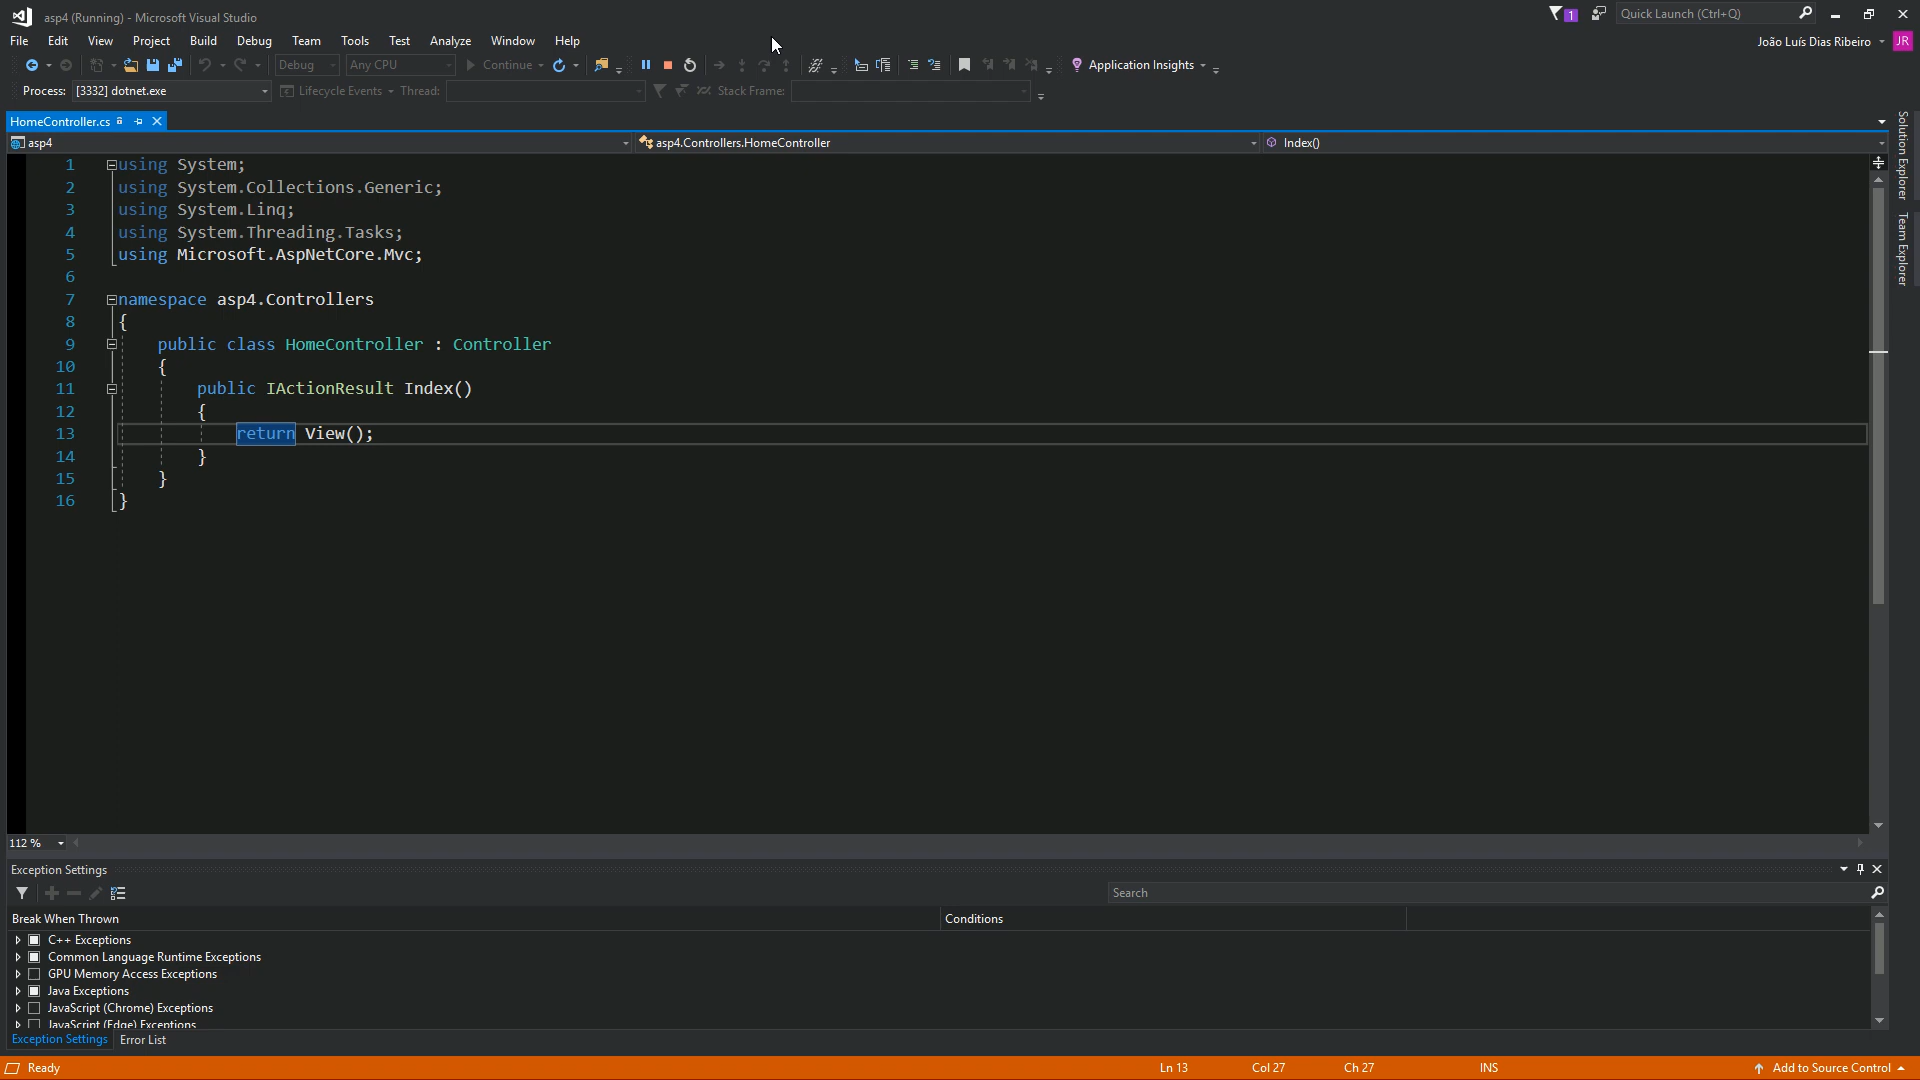 asp4 (Running) - Microsoft Visual Studio
1
Quick Launch (Ctrl+Q)
File Edit View Project Build Debug Team Tools Test Analyze Window Help
João Luís Dias Ribeiro
JR
Debug
Any CPU
Continue
Application Insights
Process: [3332] dotnet.exe
Lifecycle Events
Thread:
Stack Frame:
HomeController.cs
asp4
asp4.Controllers.HomeController
Index()
1 using System;
2 using System.Collections.Generic;
3 using System.Linq;
4 using System.Threading.Tasks;
5 using Microsoft.AspNetCore.Mvc;
6
7 namespace asp4.Controllers
8 {
9 public class HomeController : Controller
10 {
11 public IActionResult Index()
12 {
13 return View();
14 }
15 }
16 }
Solution Explorer
Team Explorer
112 %
Exception Settings
Search
Break When Thrown
Conditions
C++ Exceptions
Common Language Runtime Exceptions
GPU Memory Access Exceptions
Java Exceptions
JavaScript (Chrome) Exceptions
JavaScript (Edge) Exceptions
Exception Settings
Error List
Ready
Ln 13
Col 27
Ch 27
INS
Add to Source Control